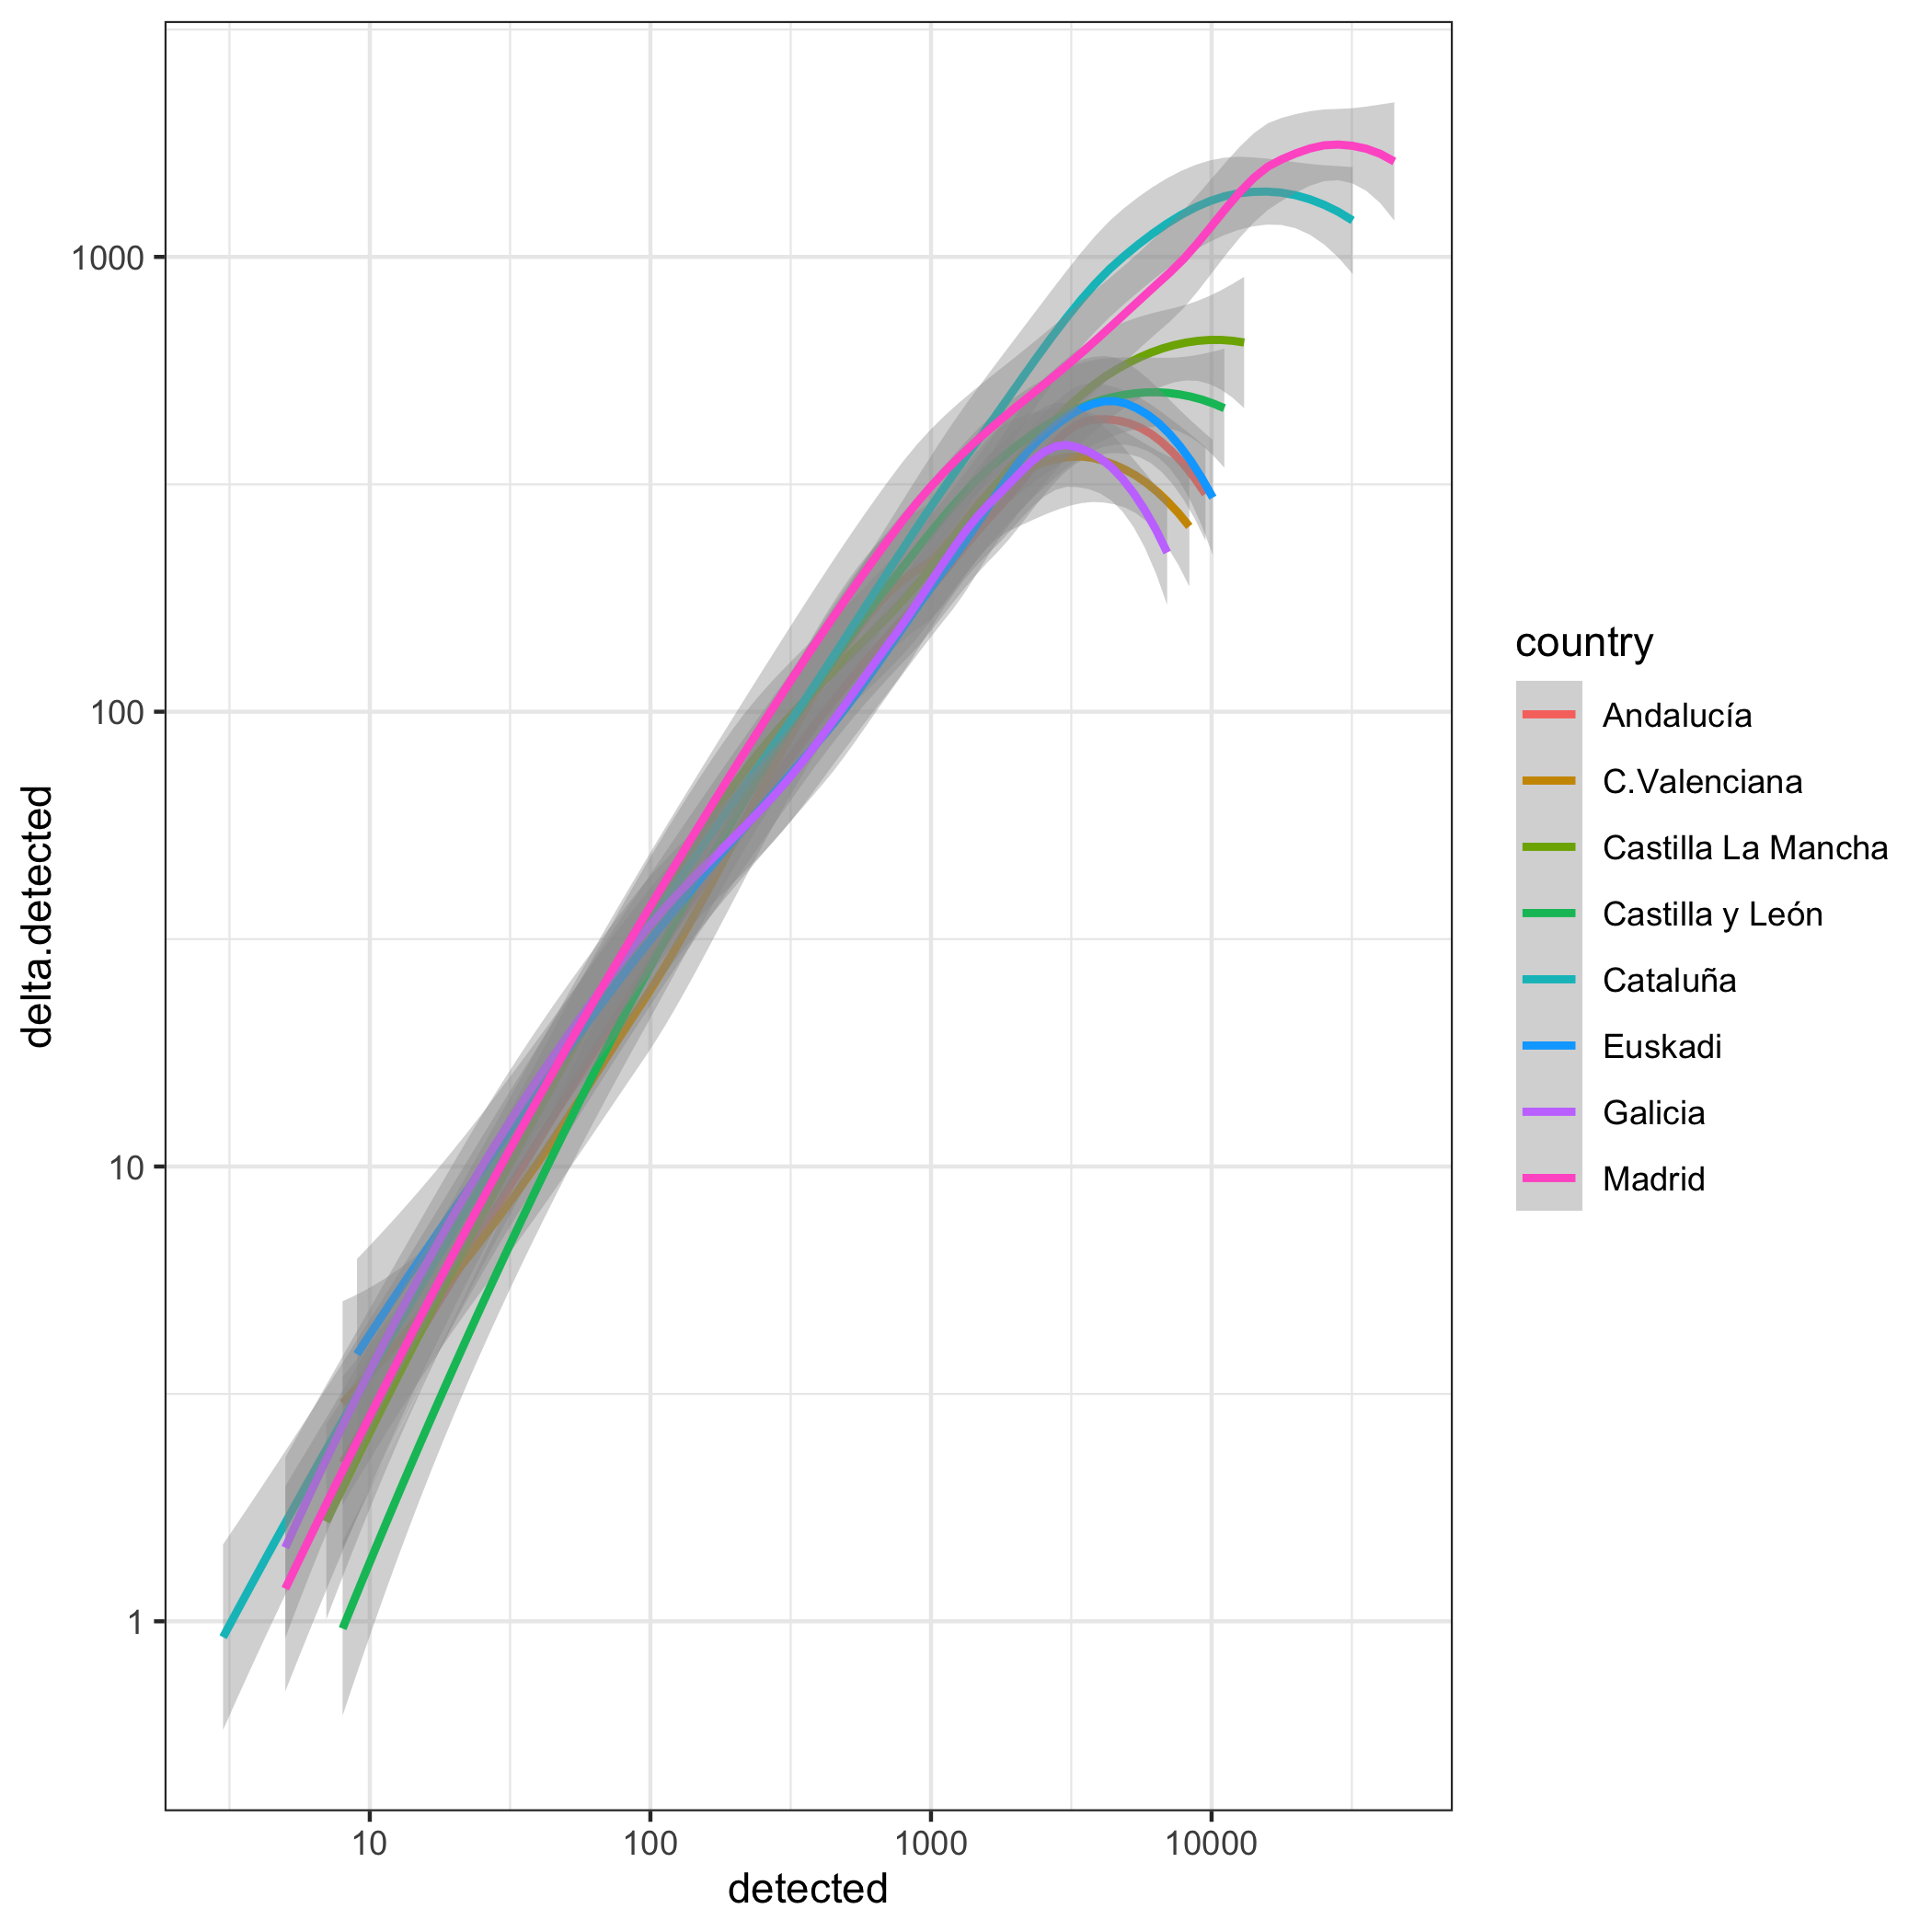 1000
100
10
1
delta.detected
10
100
1000
10000
detected
country
Andalucía
C.Valenciana
Castilla La Mancha
Castilla y León
Cataluña
Euskadi
Galicia
Madrid